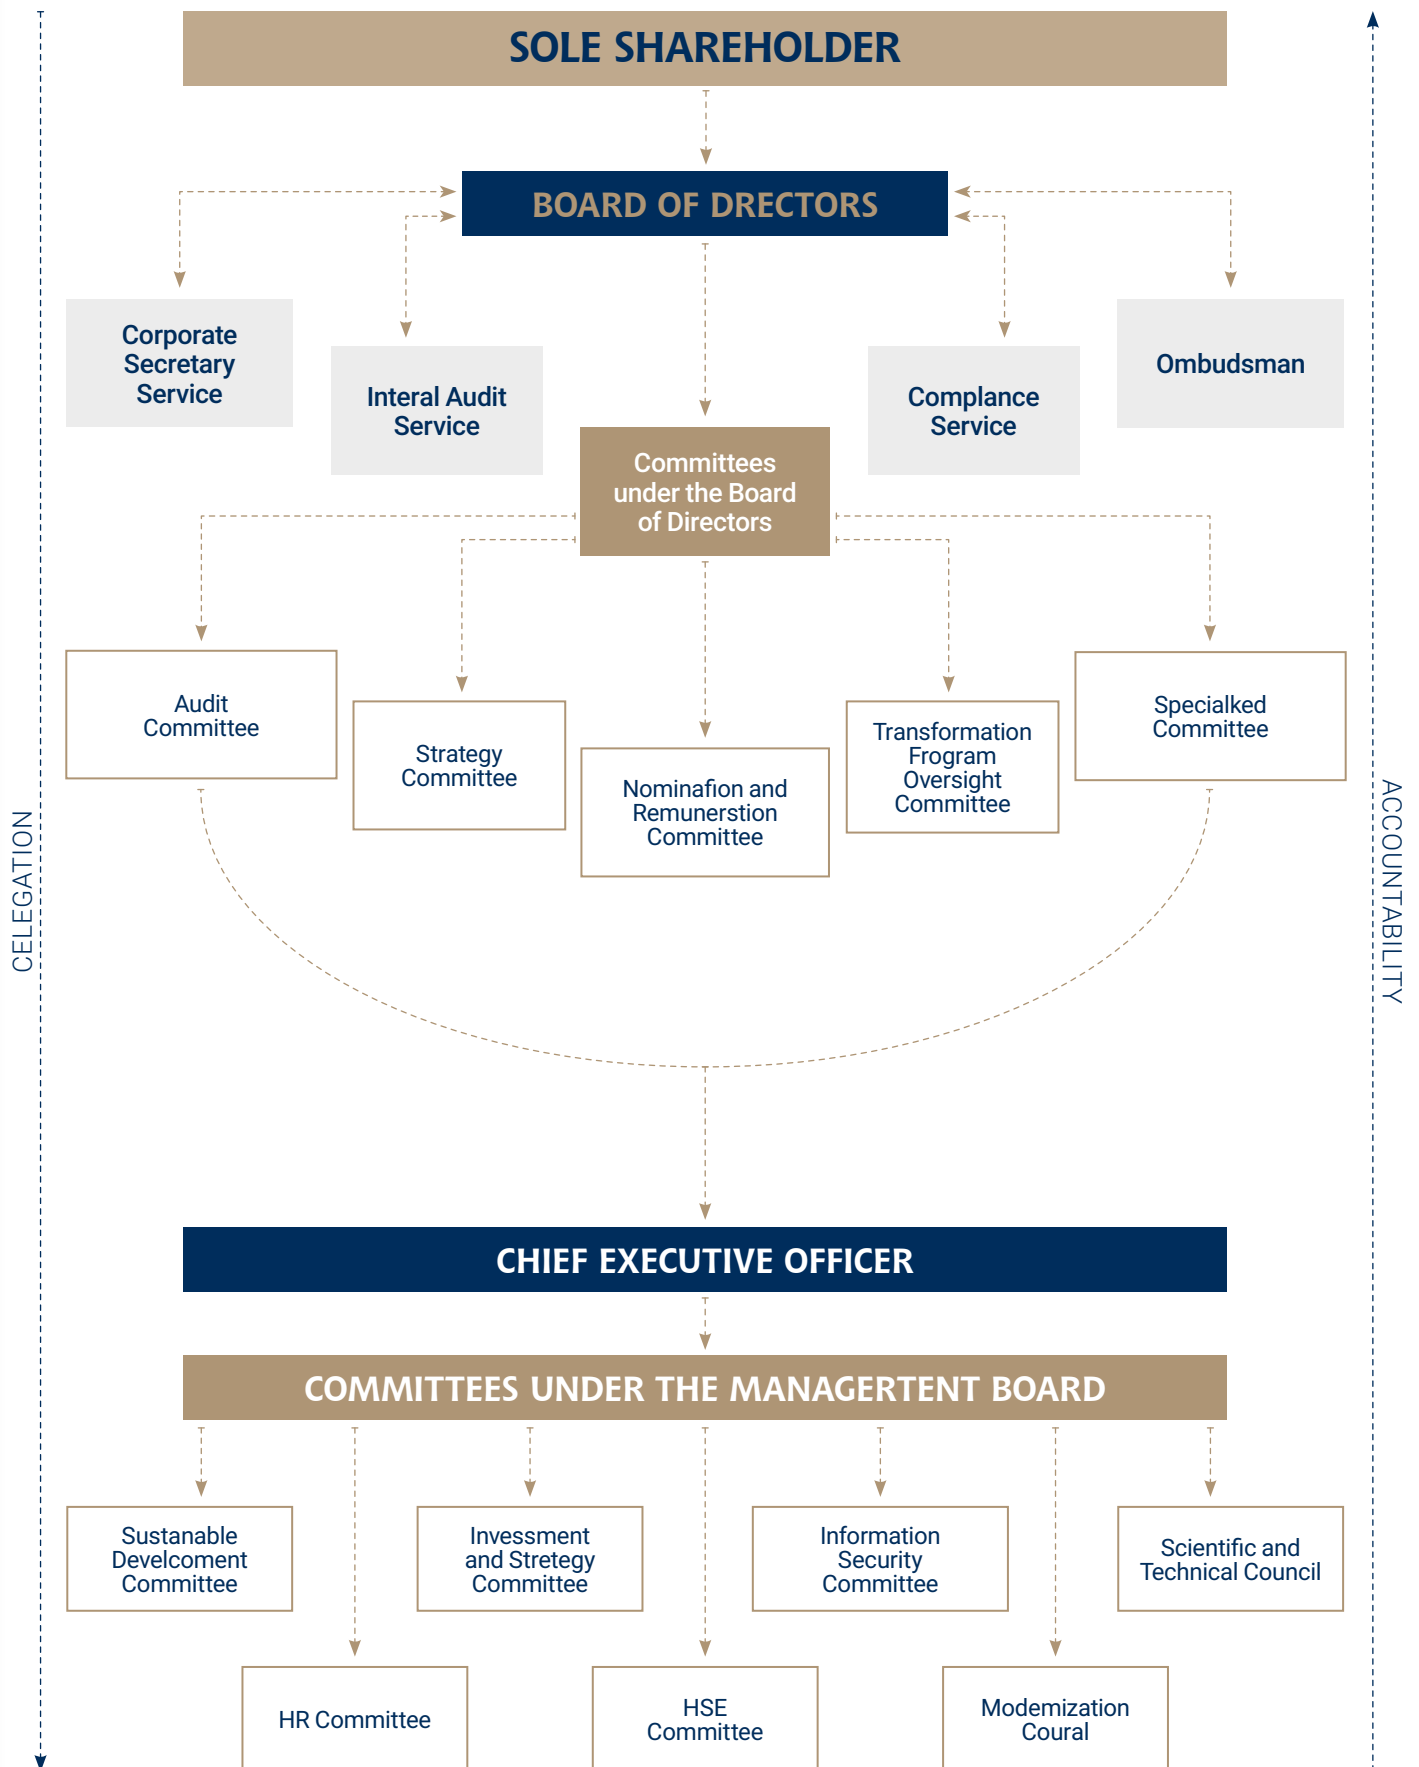 SOLE SHAREHOLDER
BOARD OF DRECTORS
Corporate
Secretary
Service
Interal Audit
Service
Complance
Service
Ombudsman
Committees
under the Board
of Directors
Audit
Committee
Strategy
Committee
Nominafion and
Remunerstion
Committee
Transformation
Frogram
Oversight
Committee
Specialked
Committee
CELEGATION
ACCOUNTABILITY
CHIEF EXECUTIVE OFFICER
COMMITTEES UNDER THE MANAGERTENT BOARD
Sustanable
Develcoment
Committee
Invessment
and Stretegy
Committee
Information
Security
Committee
Scientific and
Technical Council
HR Committee
HSE
Committee
Modemization
Coural